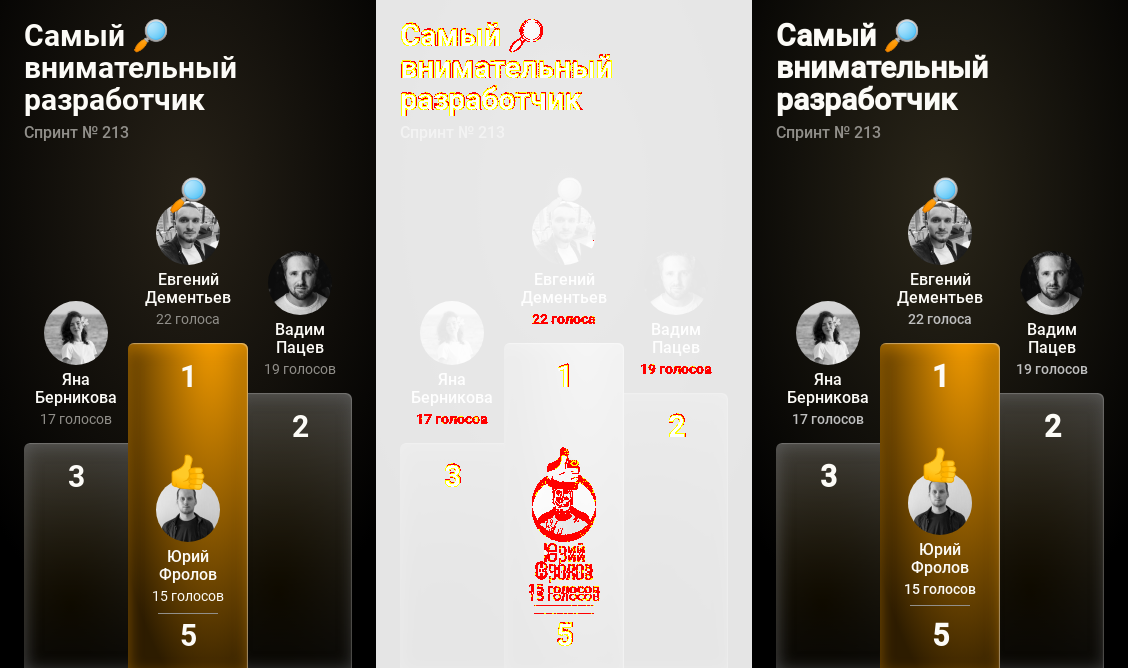 Самый 🔎
внимательный
разработчик
Спринт № 213
Евгений
Дементьев
22 голоса
Вадим
Пацев
19 голосов
Яна
Берникова
17 голосов
1
2
3
Юрий
Фролов
15 голосов
5
Самый
внимательный
разработчик
Спринт № 213
Евгений
Дементьев
22 голоса
Вадим
Пацев
19 голосов
Яна
Берникова
17 голосов
1
2
3
Юрий
Фролов
15 голосов
5
Самый 🔎
внимательный
разработчик
Спринт № 213
Евгений
Дементьев
22 голоса
Вадим
Пацев
19 голосов
Яна
Берникова
17 голосов
1
2
3
Юрий
Фролов
15 голосов
5